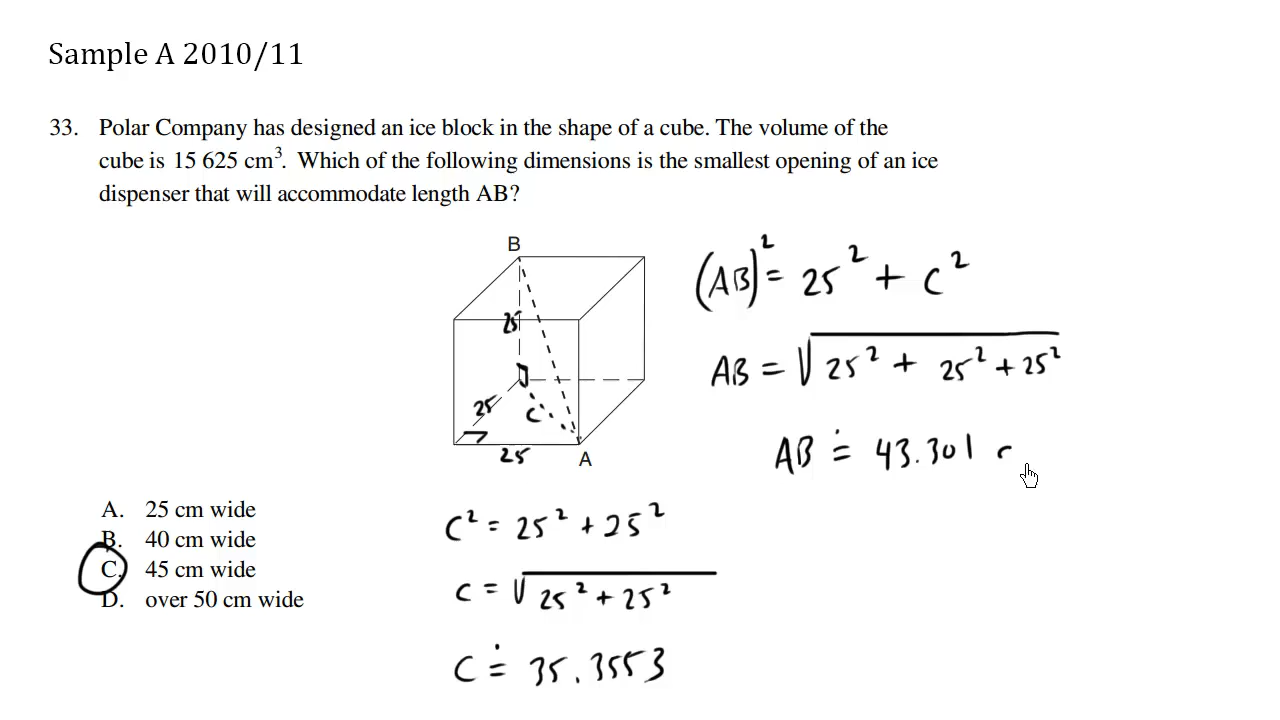 Sample A 2010/11
33. Polar Company has designed an ice block in the shape of a cube. The volume of the
cube is 15 625 cm³. Which of the following dimensions is the smallest opening of an ice
dispenser that will accommodate length AB?
B
25
25
C
25
A
(AB)² = 25² + C²
AB = √25² + 25² + 25²
AB ≐ 43.301 c
A. 25 cm wide
B. 40 cm wide
C. 45 cm wide
D. over 50 cm wide
C² = 25² + 25²
C = √25² + 25²
C ≐ 35.3553